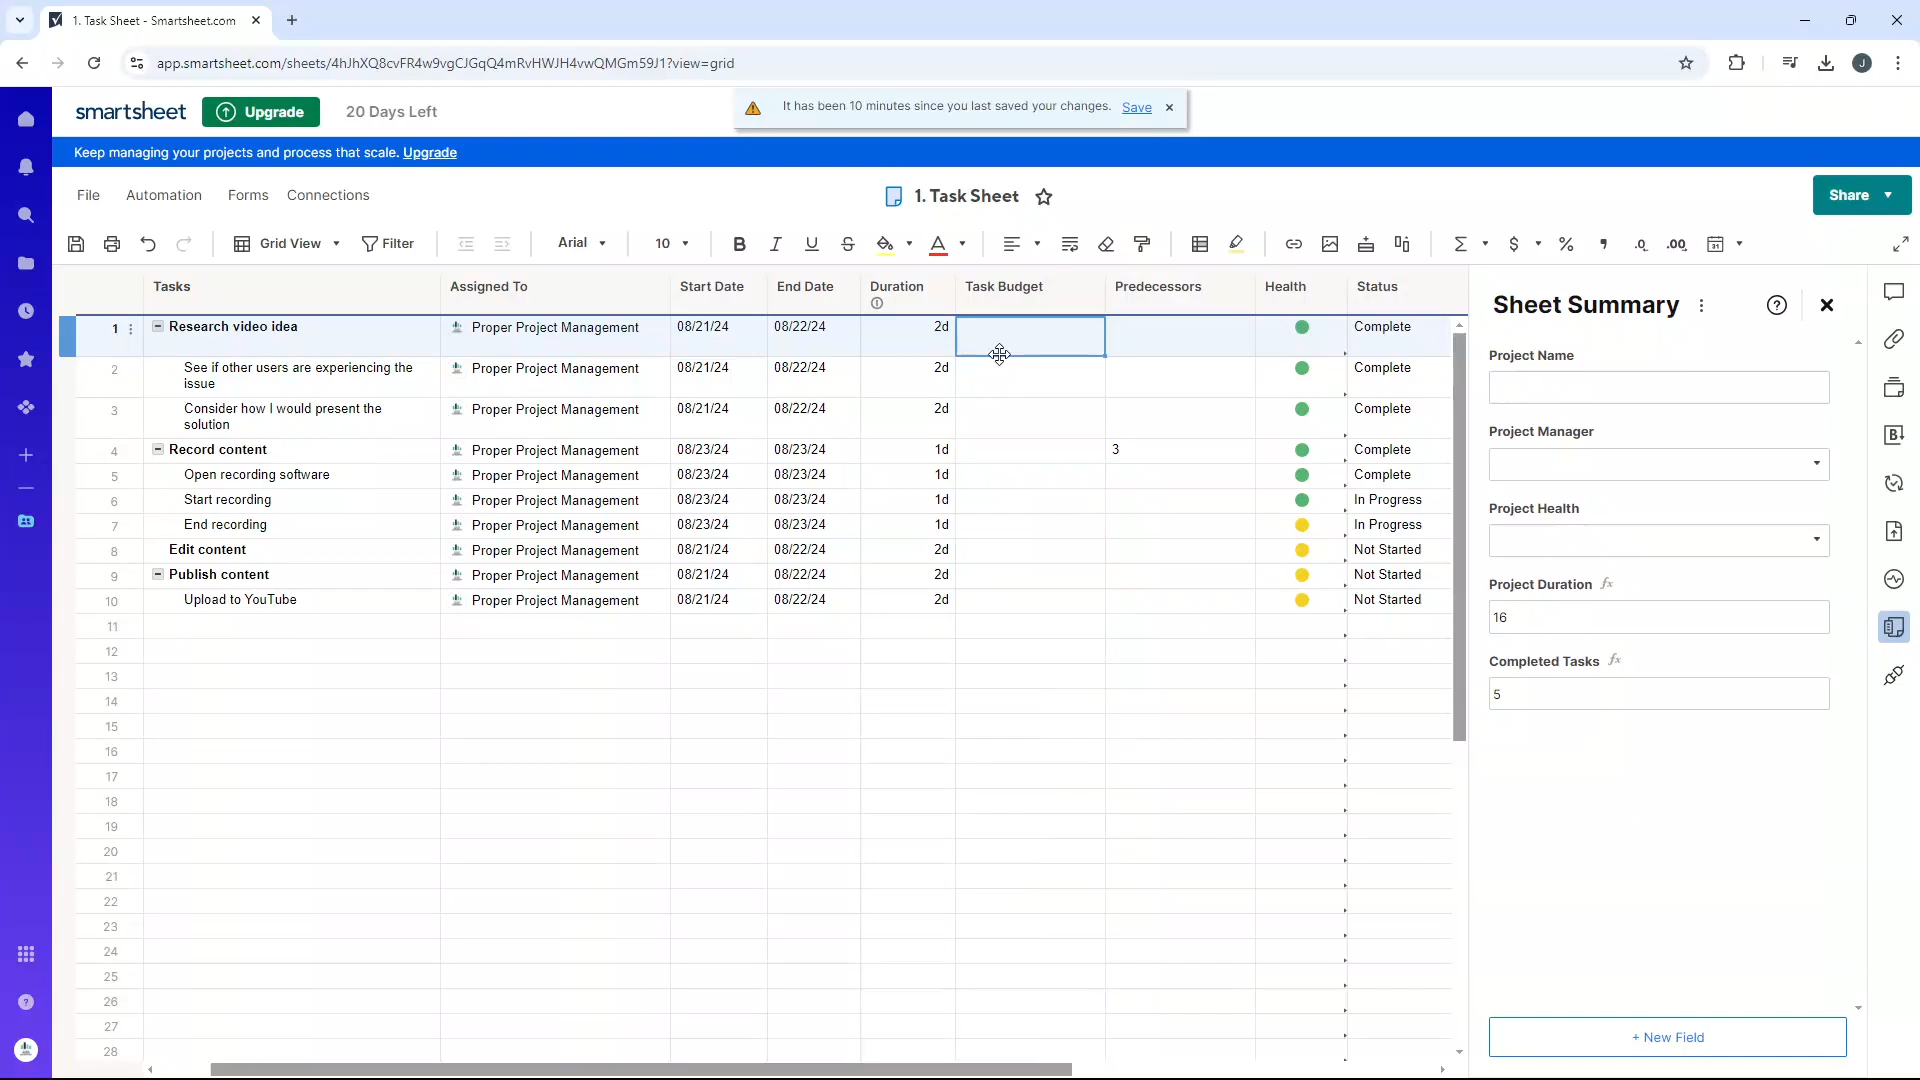 1. Task Sheet - Smartsheet.com
app.smartsheet.com/sheets/4hJhXQ8cvFR4w9vgCJGqQ4mRvHWJH4vwQMGm59J1?view=grid
J
smartsheet
Upgrade
20 Days Left
It has been 10 minutes since you last saved your changes. Save
Keep managing your projects and process that scale. Upgrade
File Automation Forms Connections
1. Task Sheet
Share
Grid View Filter Arial 10 B I U S A Σ $ % , .0 .00 31
Tasks Assigned To Start Date End Date Duration Task Budget Predecessors Health Status
1 Research video idea Proper Project Management 08/21/24 08/22/24 2d Complete
2 See if other users are experiencing the issue Proper Project Management 08/21/24 08/22/24 2d Complete
3 Consider how I would present the solution Proper Project Management 08/21/24 08/22/24 2d Complete
4 Record content Proper Project Management 08/23/24 08/23/24 1d 3 Complete
5 Open recording software Proper Project Management 08/23/24 08/23/24 1d Complete
6 Start recording Proper Project Management 08/23/24 08/23/24 1d In Progress
7 End recording Proper Project Management 08/23/24 08/23/24 1d In Progress
8 Edit content Proper Project Management 08/21/24 08/22/24 2d Not Started
9 Publish content Proper Project Management 08/21/24 08/22/24 2d Not Started
10 Upload to YouTube Proper Project Management 08/21/24 08/22/24 2d Not Started
11
12
13
14
15
16
17
18
19
20
21
22
23
24
25
26
27
28
Sheet Summary
Project Name
Project Manager
Project Health
Project Duration fx
16
Completed Tasks fx
5
+ New Field